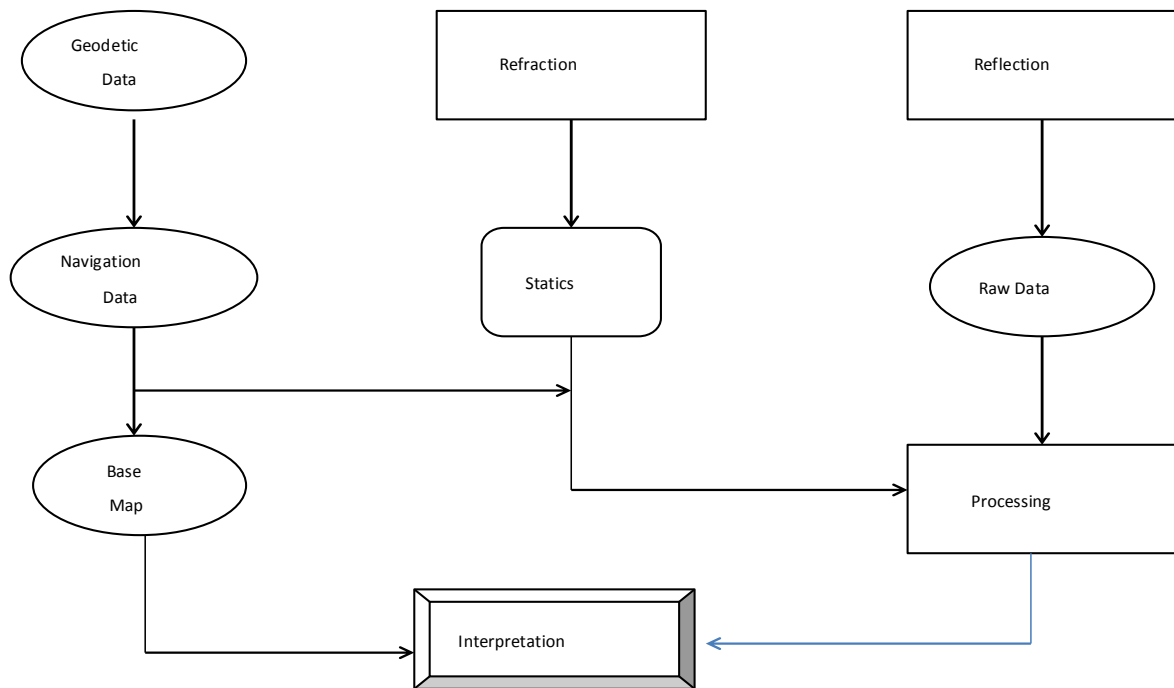 Geodetic
Data
Refraction
Reflection
Navigation
Data
Statics
Raw Data
Base
Map
Processing
Interpretation